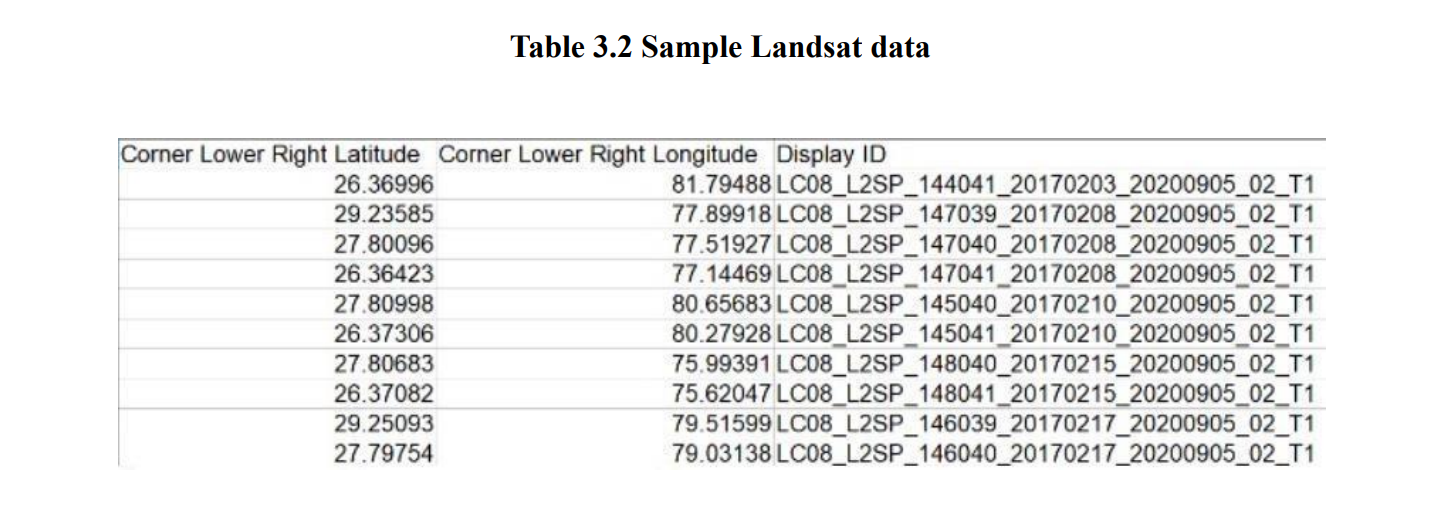 Table 3.2 Sample Landsat data
Corner Lower Right Latitude Corner Lower Right Longitude Display ID
26.36996 81.79488 LC08_L2SP_144041_20170203_20200905_02_T1
29.23585 77.89918 LC08_L2SP_147039_20170208_20200905_02_T1
27.80096 77.51927 LC08_L2SP_147040_20170208_20200905_02_T1
26.36423 77.14469 LC08_L2SP_147041_20170208_20200905_02_T1
27.80998 80.65683 LC08_L2SP_145040_20170210_20200905_02_T1
26.37306 80.27928 LC08_L2SP_145041_20170210_20200905_02_T1
27.80683 75.99391 LC08_L2SP_148040_20170215_20200905_02_T1
26.37082 75.62047 LC08_L2SP_148041_20170215_20200905_02_T1
29.25093 79.51599 LC08_L2SP_146039_20170217_20200905_02_T1
27.79754 79.03138 LC08_L2SP_146040_20170217_20200905_02_T1